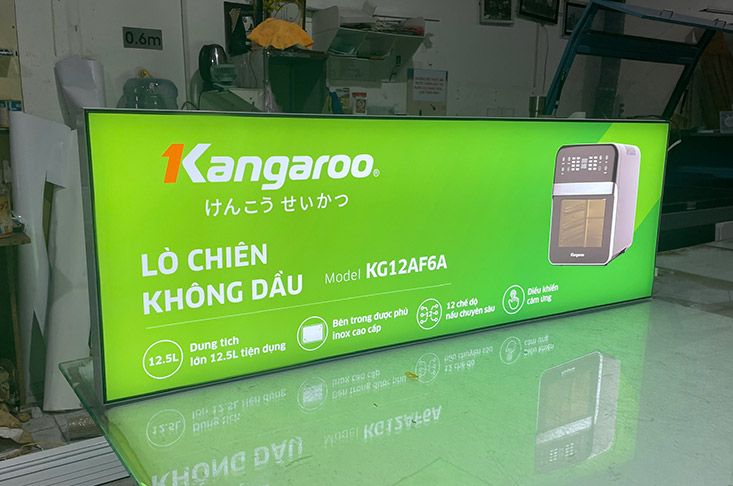 0.6m
Kangaroo®
けんこう せいかつ
LÒ CHIÊN
KHÔNG DẦU
Model KG12AF6A
12.5L
Dung tích
lớn 12.5L tiện dụng
Bên trong được phủ
inox cao cấp
12
12 chế độ
nấu chuyên sâu
Điều khiển
cảm ứng
Kangaroo